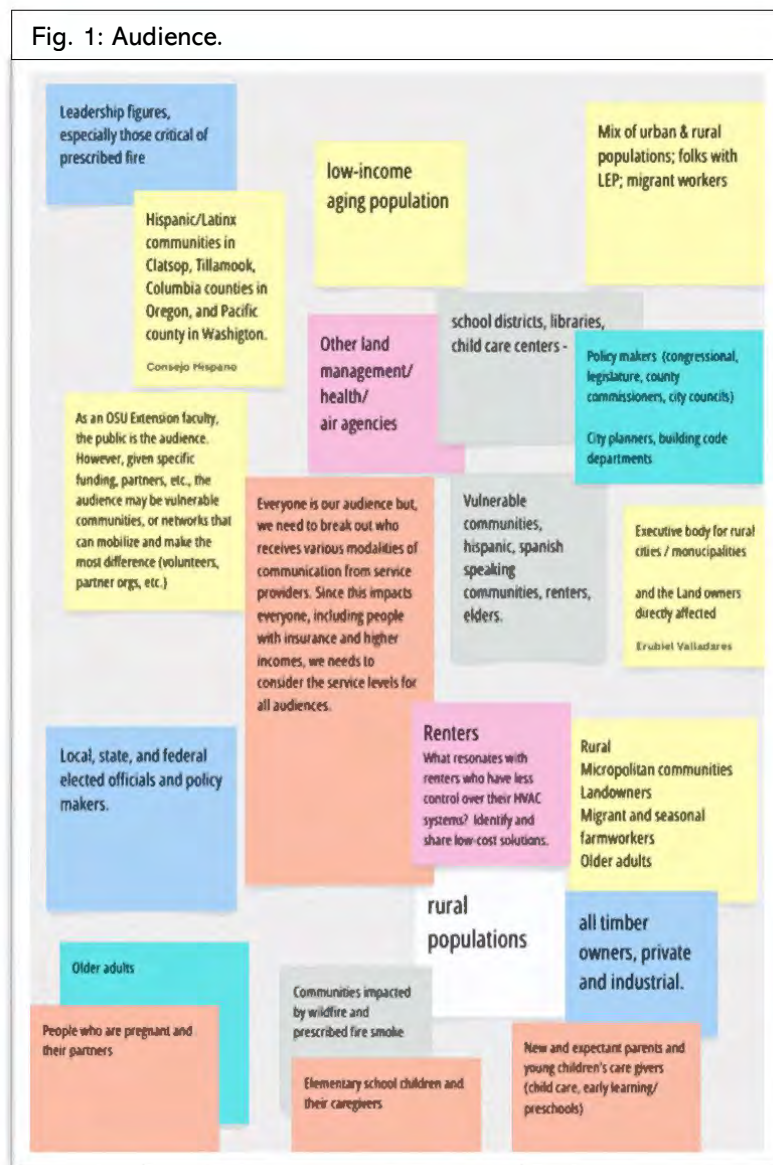 Fig. 1: Audience.
Leadership figures,
especially those critical of
prescribed fire
low-income
aging population
Mix of urban & rural
populations; folks with
LEP; migrant workers
Hispanic/Latinx
communities in
Clatsop, Tillamook,
Columbia counties in
Oregon, and Pacific
county in Washigton.
Consejo Hispano
Other land
management/
health/
air agencies
school districts, libraries,
child care centers -
Policy makers (congressional,
legislature, county
commissioners, city councils)
City planners, building code
departments
As an OSU Extension faculty,
the public is the audience.
However, given specific
funding, partners, etc., the
audience may be vulnerable
communities, or networks that
can mobilize and make the
most difference (volunteers,
partner orgs, etc.)
Everyone is our audience but,
we need to break out who
receives various modalities of
communication from service
providers. Since this impacts
everyone, including people
with insurance and higher
incomes, we needs to
consider the service levels for
all audiences.
Vulnerable
communities,
hispanic, spanish
speaking
communities, renters,
elders.
Executive body for rural
cities / monucipalities
and the Land owners
directly affected
Erubiel Valladares
Local, state, and federal
elected officials and policy
makers.
Renters
What resonates with
renters who have less
control over their HVAC
systems? Identify and
share low-cost solutions.
Rural
Micropolitan communities
Landowners
Migrant and seasonal
farmworkers
Older adults
rural
populations
all timber
owners, private
and industrial.
Older adults
People who are pregnant and
their partners
Communities impacted
by wildfire and
prescribed fire smoke
Elementary school children and
their caregivers
New and expectant parents and
young children's care givers
(child care, early learning/
preschools)